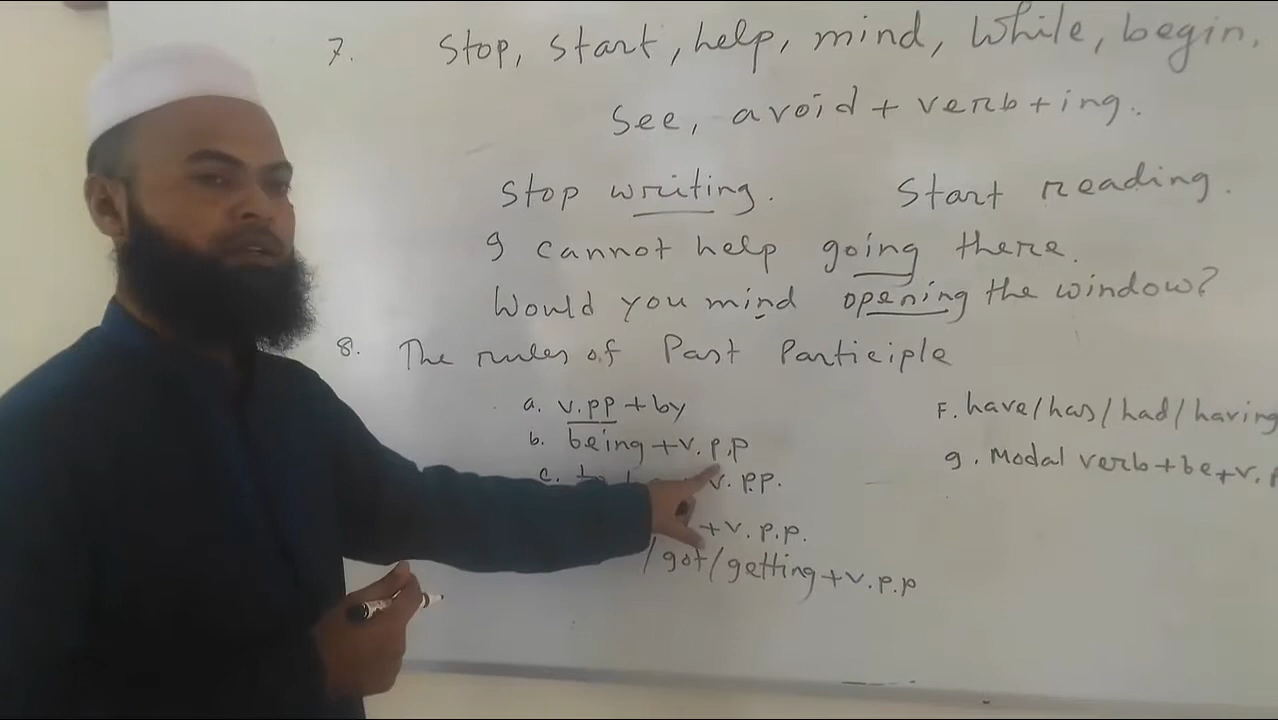 7. Stop, start, help, mind, While, begin,
See, avoid + verb + ing.
Stop writing. Start reading.
I cannot help going there.
Would you mind opening the window?
8. The rules of Past Participle
a. v.pp + by
b. being + v.p.p
c. to v. p.p.
+ v. p.p.
/got/getting + v.p.p
F. have/has/had/having
g. Modal verb + be + v.p